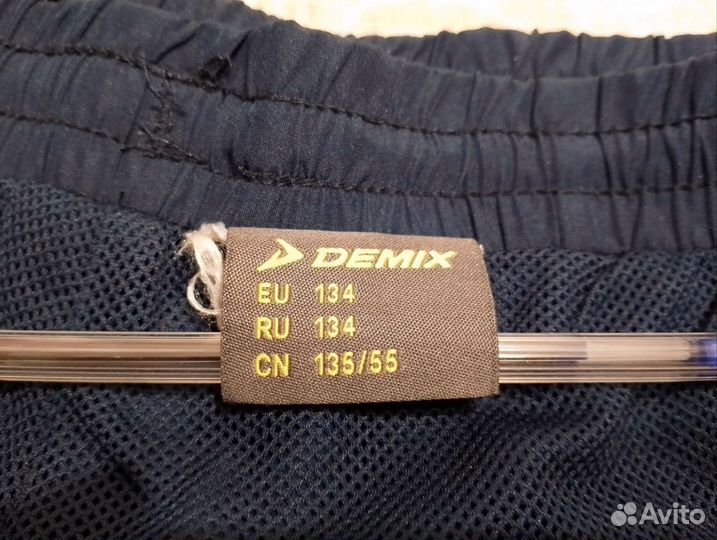 DEMIX
EU 134
RU 134
CN 135/55
Avito